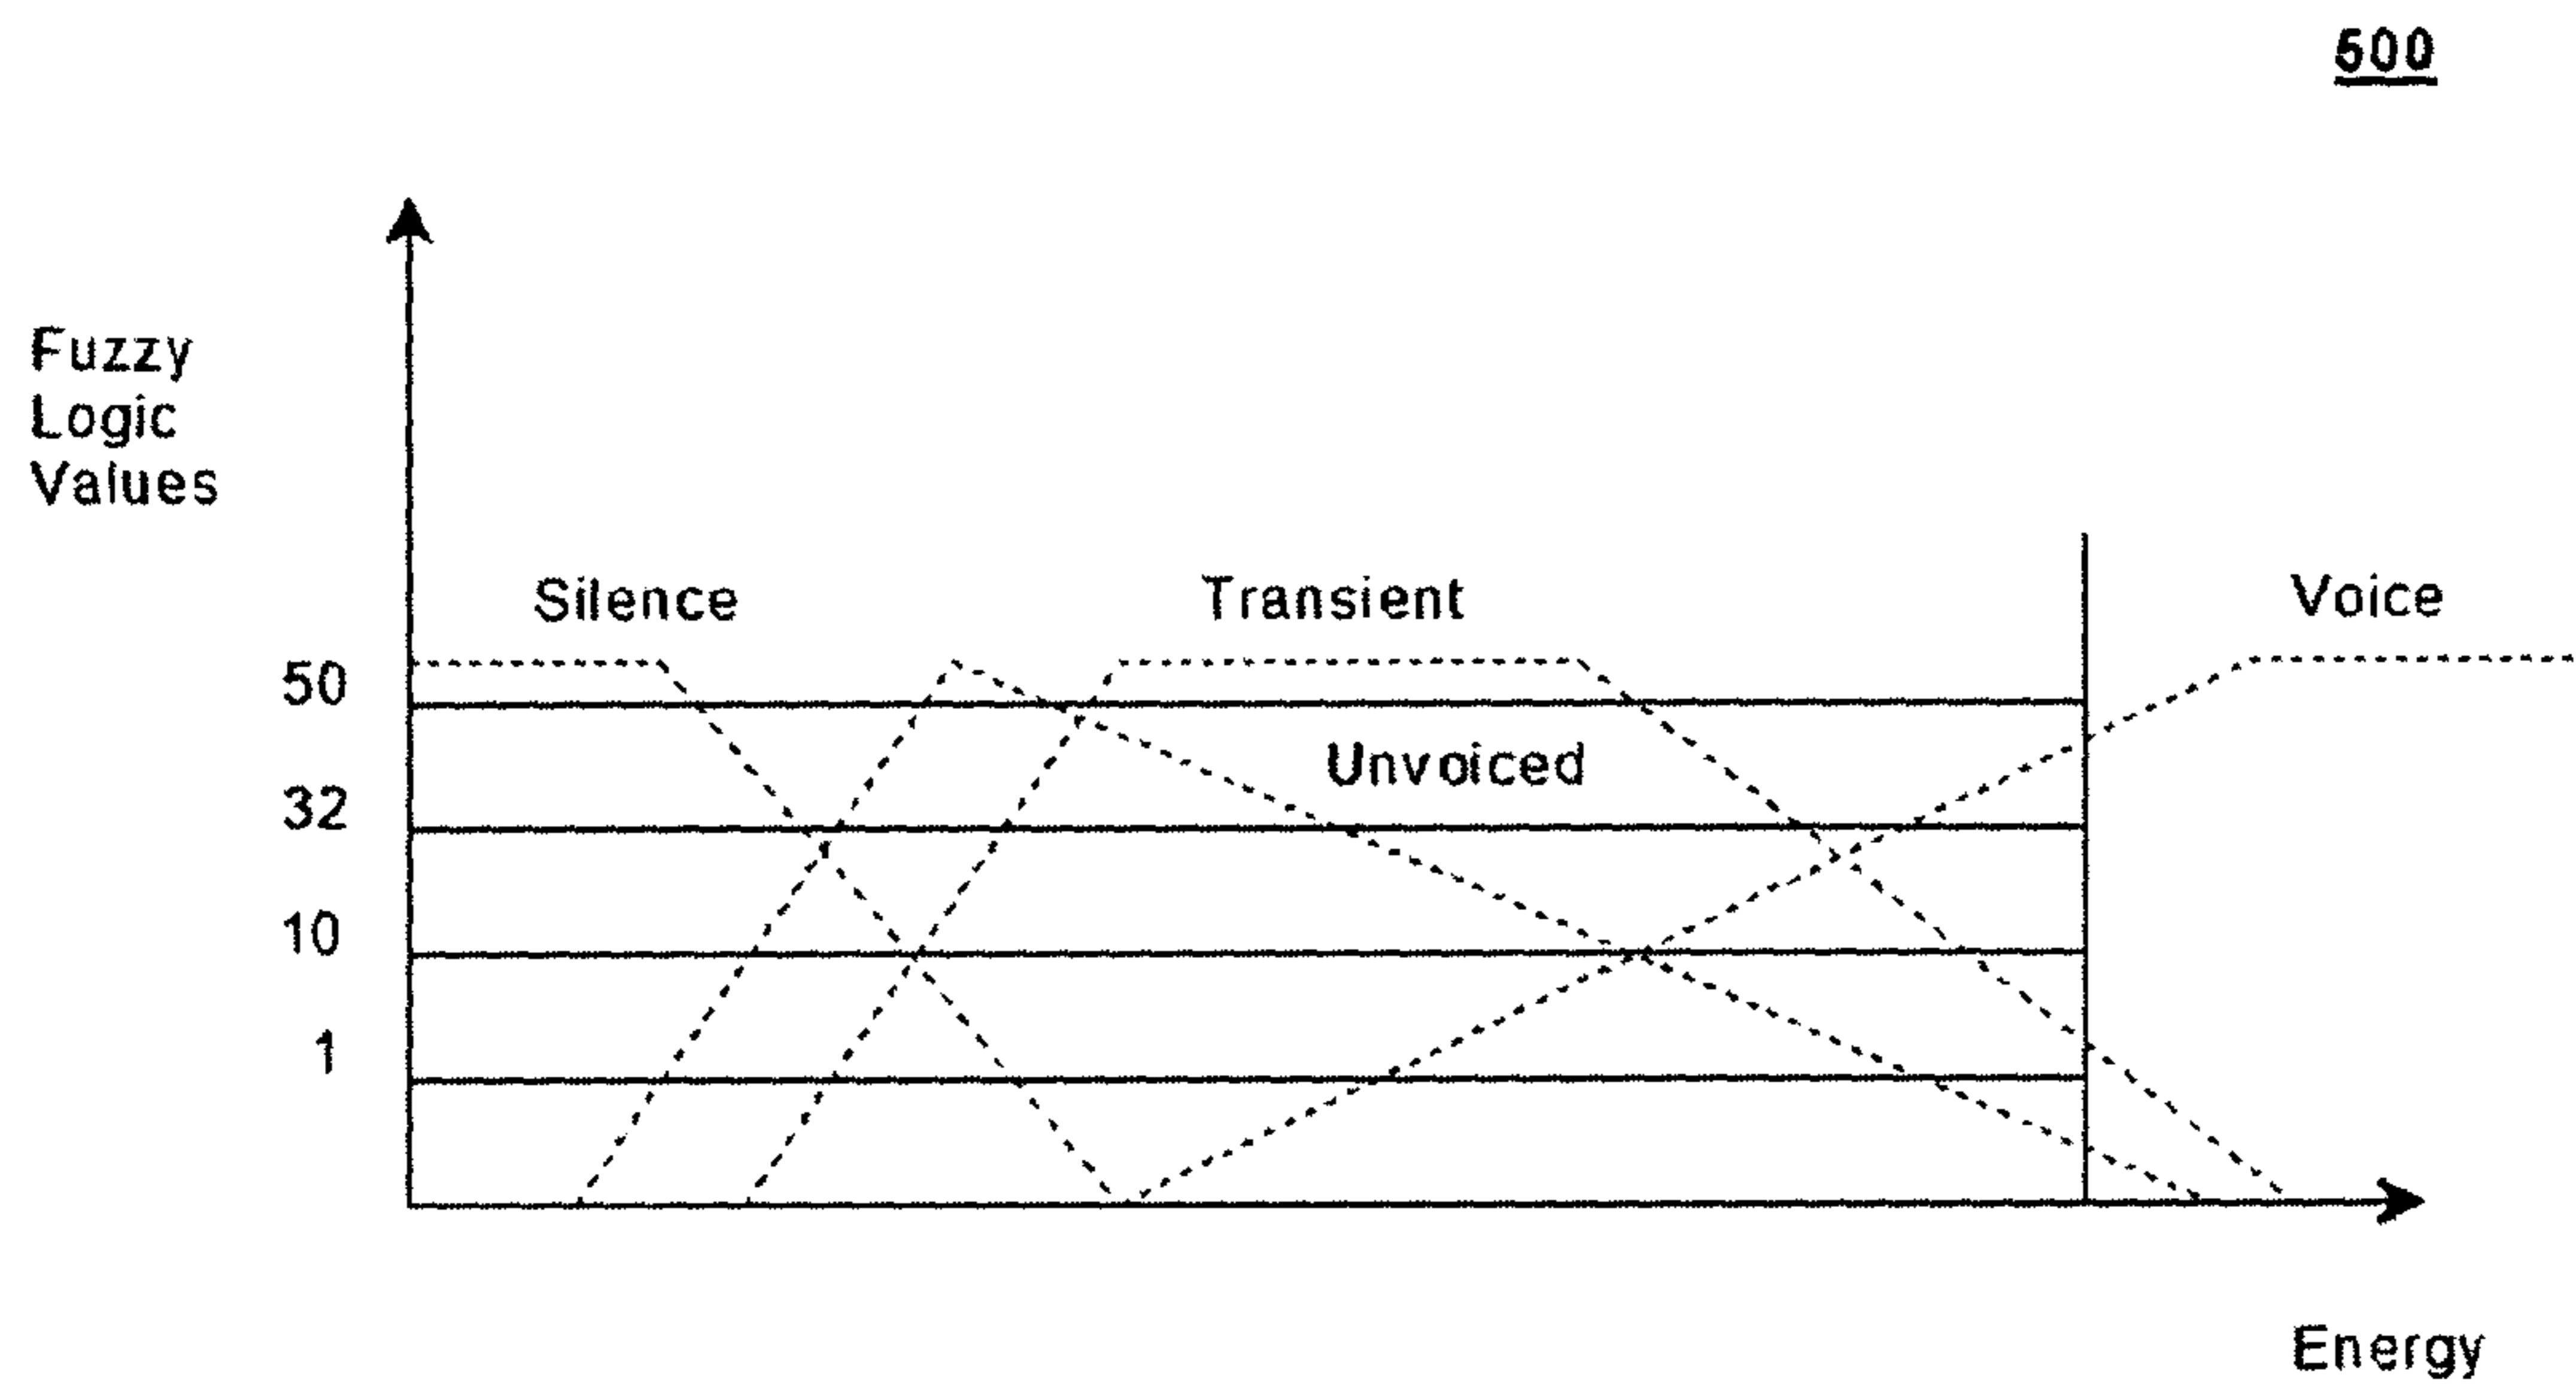 500
Fuzzy
Logic
Values
Silence
Transient
Voice
50
Unvoiced
32
10
1
Energy